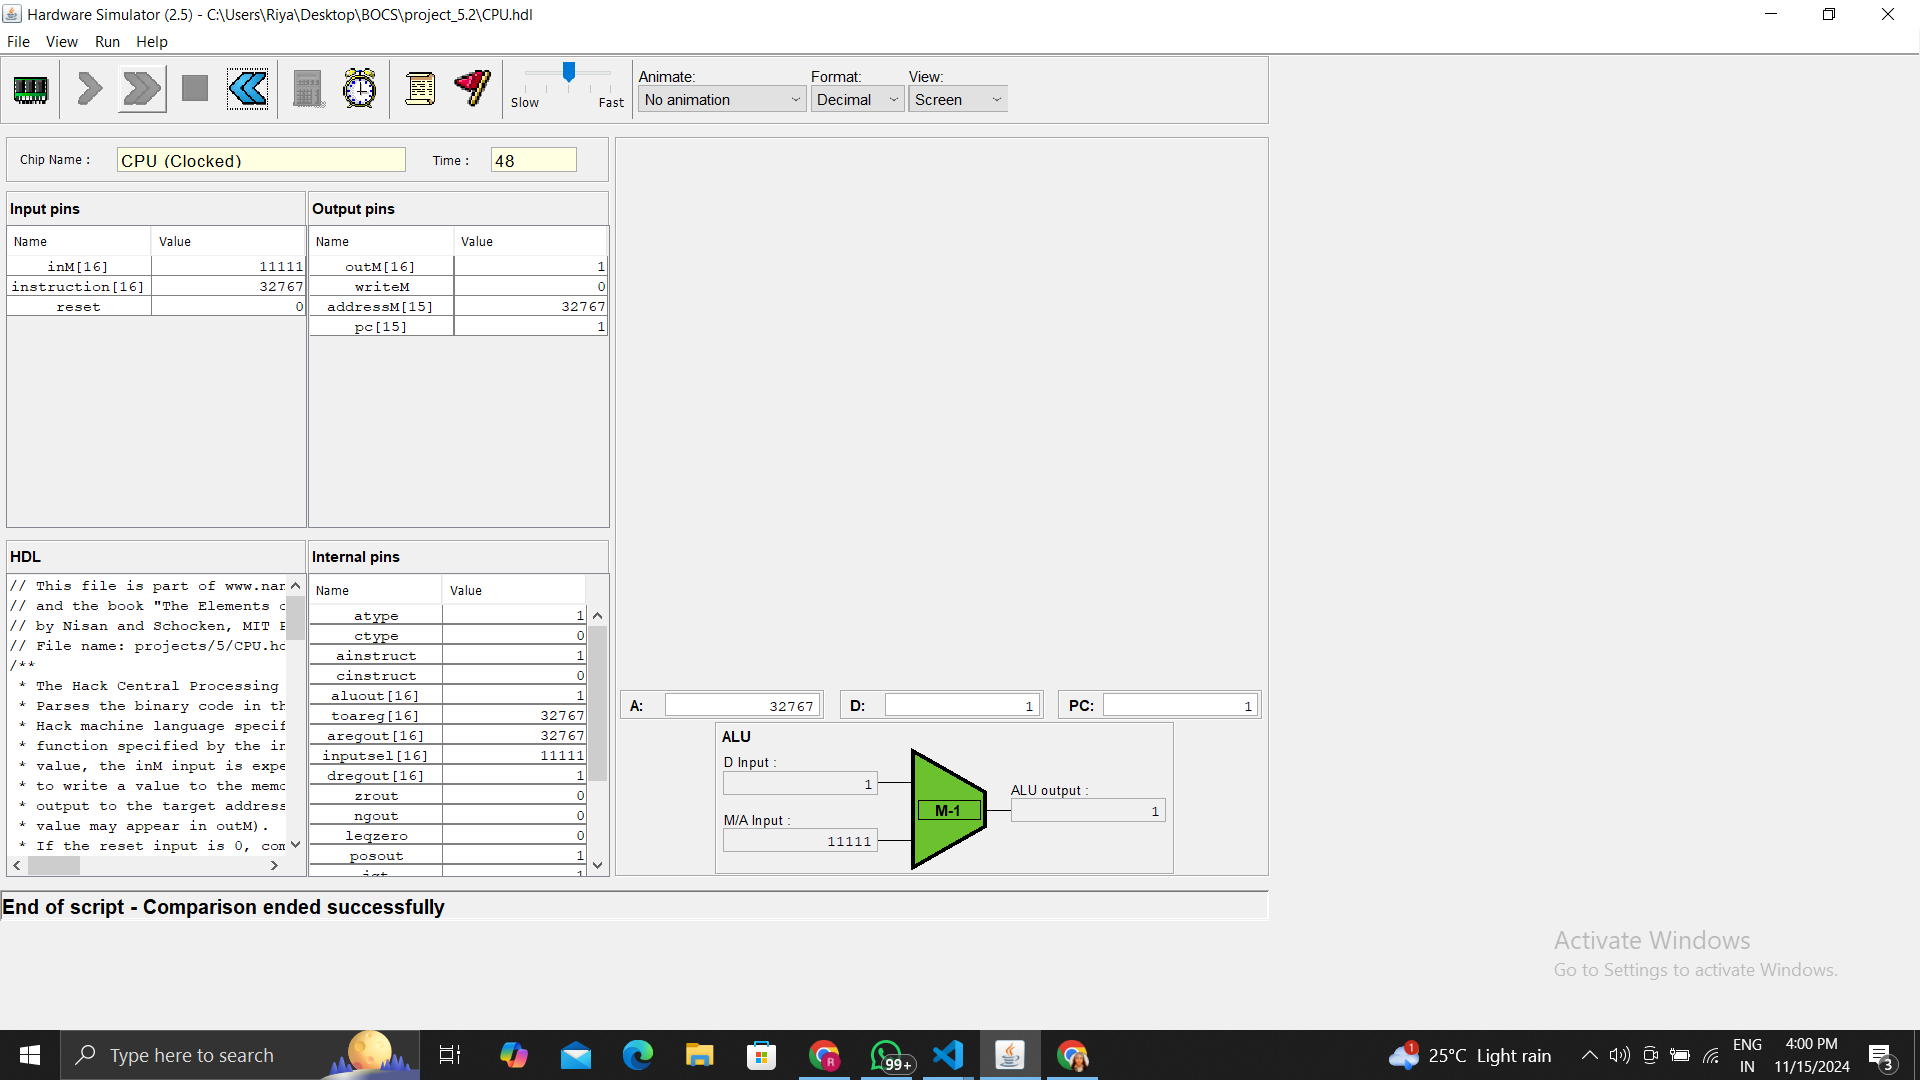 Hardware Simulator (2.5) - C:\Users\Riya\Desktop\BOCS\project_5.2\CPU.hdl
File View Run Help
Slow Fast
Animate: Format: View:
No animation Decimal Screen
Chip Name : CPU (Clocked) Time : 48
Input pins
Name Value
inM[16] 11111
instruction[16] 32767
reset 0
Output pins
Name Value
outM[16] 1
writeM 0
addressM[15] 32767
pc[15] 1
HDL
// This file is part of www.nan
// and the book "The Elements o
// by Nisan and Schocken, MIT P
// File name: projects/5/CPU.hd
/**
* The Hack Central Processing
* Parses the binary code in th
* Hack machine language specif
* function specified by the in
* value, the inM input is expe
* to write a value to the memo
* output to the target address
* value may appear in outM).
* If the reset input is 0, com
Internal pins
Name Value
atype 1
ctype 0
ainstruct 1
cinstruct 0
aluout[16] 1
toareg[16] 32767
aregout[16] 32767
inputsel[16] 11111
dregout[16] 1
zrout 0
ngout 0
leqzero 0
posout 1
A: 32767 D: 1 PC: 1
ALU
D Input :
1
M/A Input :
11111
M-1
ALU output :
1
End of script - Comparison ended successfully
Activate Windows
Go to Settings to activate Windows.
Type here to search
R
99+
1
25°C Light rain
ENG
IN
4:00 PM
11/15/2024
3